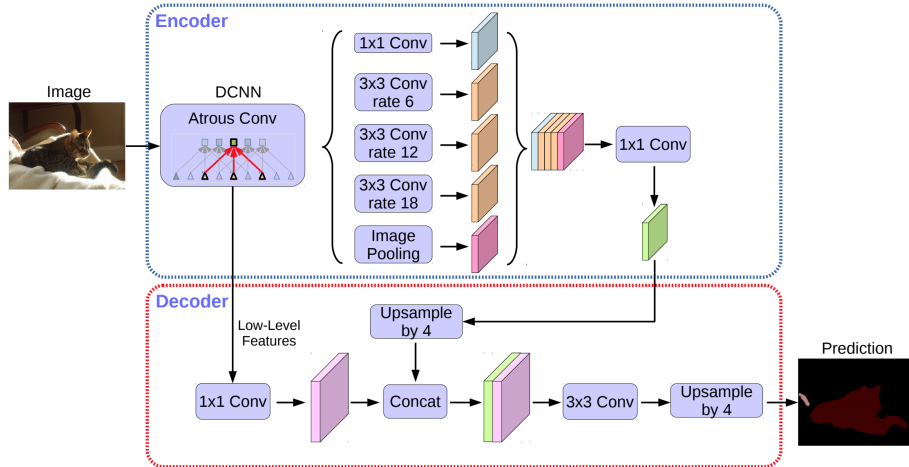 Encoder
Image
DCNN
Atrous Conv
1x1 Conv
3x3 Conv
rate 6
3x3 Conv
rate 12
3x3 Conv
rate 18
Image
Pooling
1x1 Conv
Decoder
Low-Level
Features
Upsample
by 4
1x1 Conv
Concat
3x3 Conv
Upsample
by 4
Prediction